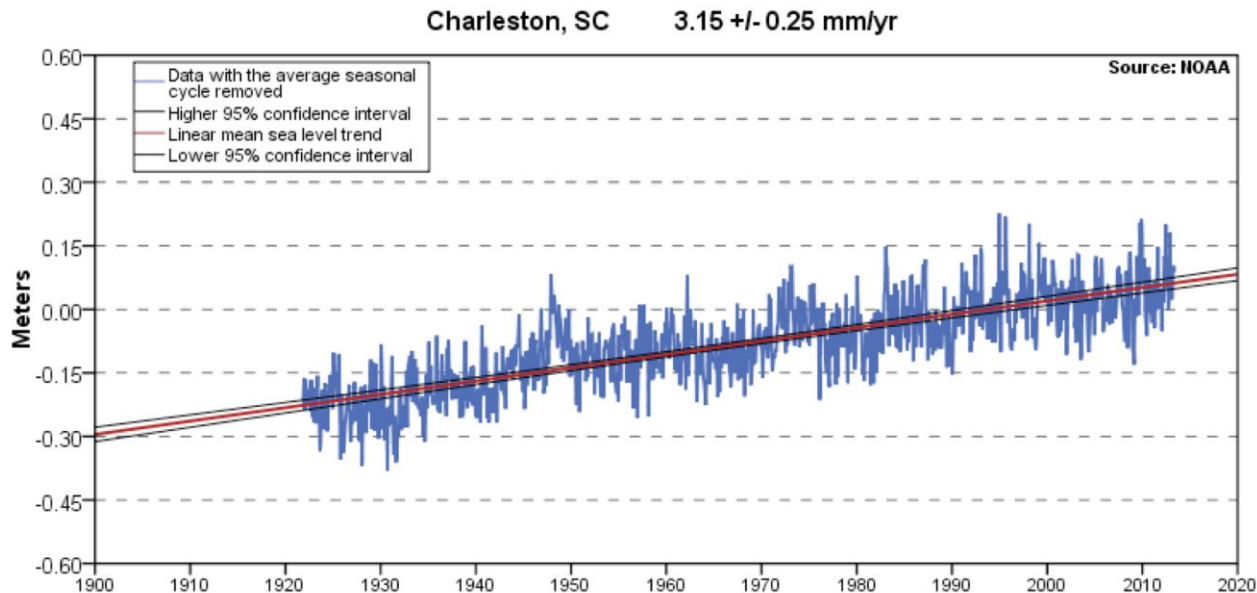 Charleston, SC 3.15 +/- 0.25 mm/yr
Source: NOAA
Data with the average seasonal
cycle removed
Higher 95% confidence interval
Linear mean sea level trend
Lower 95% confidence interval
Meters
0.60
0.45
0.30
0.15
0.00
-0.15
-0.30
-0.45
-0.60
1900 1910 1920 1930 1940 1950 1960 1970 1980 1990 2000 2010 2020